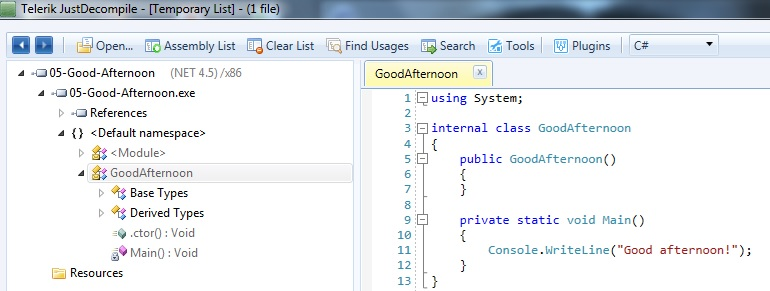 Telerik JustDecompile - [Temporary List] - (1 file)
Open... Assembly List Clear List Find Usages Search Tools Plugins C#
05-Good-Afternoon (NET 4.5) /x86
05-Good-Afternoon.exe
References
{ } <Default namespace>
<Module>
GoodAfternoon
Base Types
Derived Types
.ctor() : Void
Main() : Void
Resources
GoodAfternoon x
1 using System;
2
3 internal class GoodAfternoon
4 {
5 public GoodAfternoon()
6 {
7 }
8
9 private static void Main()
10 {
11 Console.WriteLine("Good afternoon!");
12 }
13 }